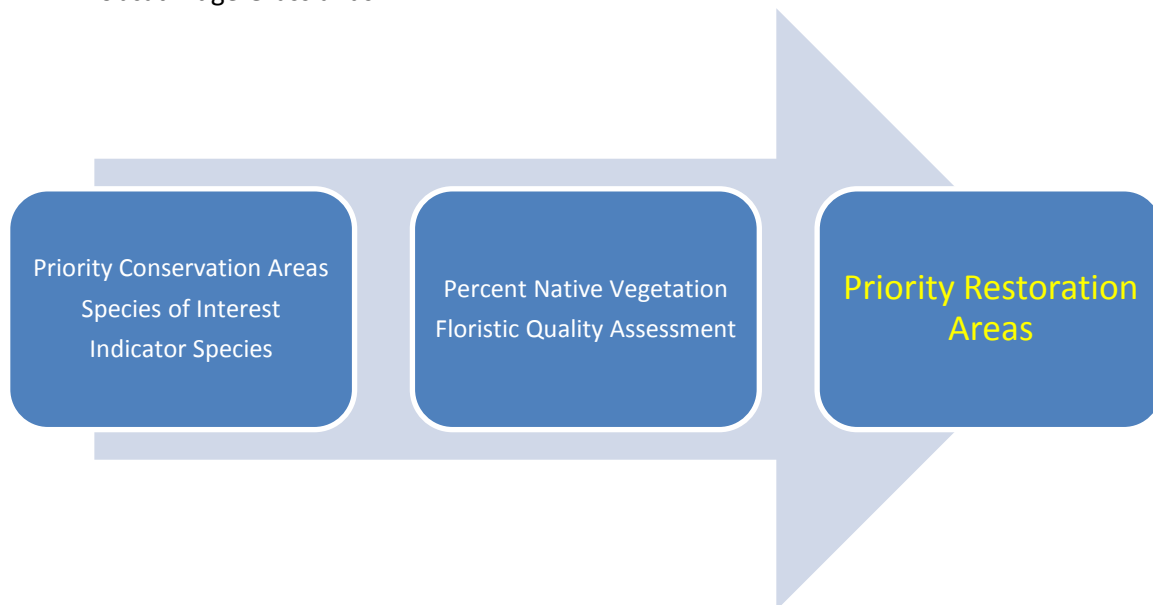 Priority Conservation Areas
Species of Interest
Indicator Species
Percent Native Vegetation
Floristic Quality Assessment
Priority Restoration
Areas